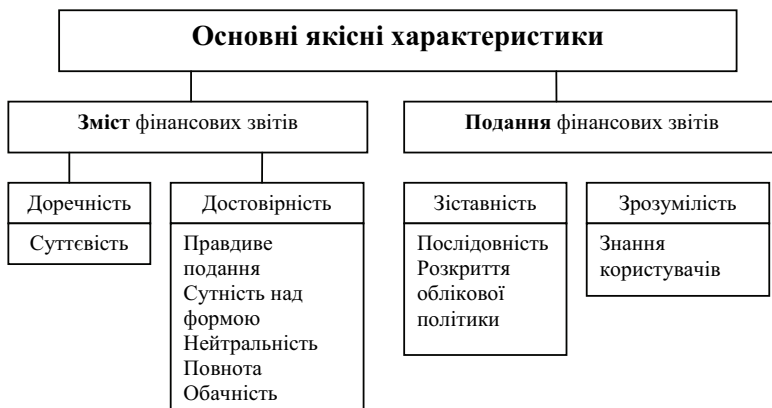 Основні якісні характеристики
Зміст фінансових звітів
Подання фінансових звітів
Доречність
Суттєвість
Достовірність
Правдиве
подання
Сутність над
формою
Нейтральність
Повнота
Обачність
Зіставність
Послідовність
Розкриття
облікової
політики
Зрозумілість
Знання
користувачів